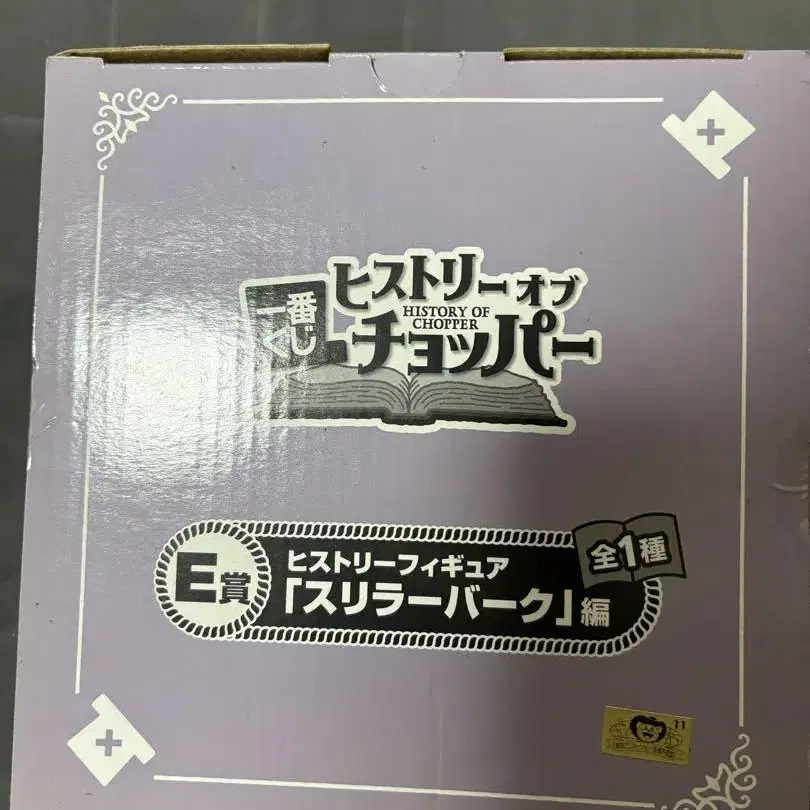 一番
くじ
ヒストリーオブ
HISTORY OF
CHOPPER
チョッパー
E賞
ヒストリーフィギュア
「スリラーバーク」編
全1種
11